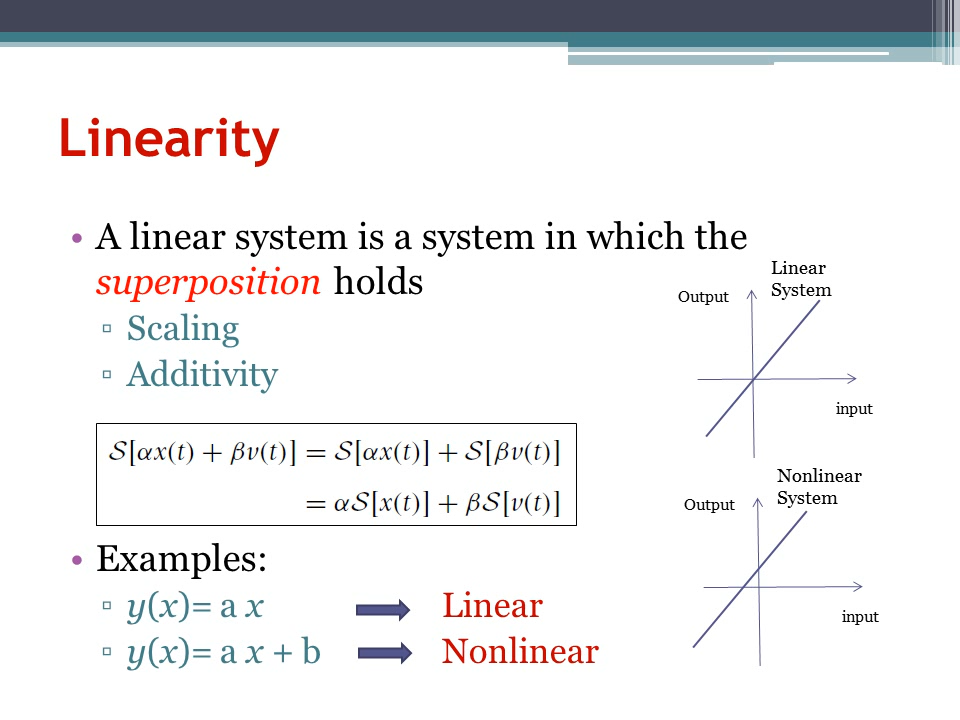 Linearity
• A linear system is a system in which the
superposition holds
▫ Scaling
▫ Additivity
𝒮[αx(t) + βv(t)] = 𝒮[αx(t)] + 𝒮[βv(t)]
= α𝒮[x(t)] + β𝒮[v(t)]
• Examples:
▫ y(x)= a x Linear
▫ y(x)= a x + b Nonlinear
Linear
System
Output
input
Nonlinear
System
Output
input